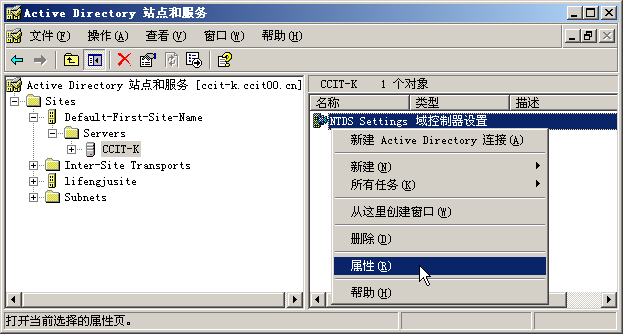 Active Directory 站点和服务
文件(F) 操作(A) 查看(V) 窗口(W) 帮助(H)
Active Directory 站点和服务 [ccit-k.ccit00.cn]
Sites
Default-First-Site-Name
Servers
CCIT-K
Inter-Site Transports
lifengjusite
Subnets
CCIT-K 1 个对象
名称 类型 描述
NTDS Settings 域控制器设置
新建 Active Directory 连接(A)
新建(N)
所有任务(K)
从这里创建窗口(W)
删除(D)
属性(R)
帮助(H)
打开当前选择的属性页。